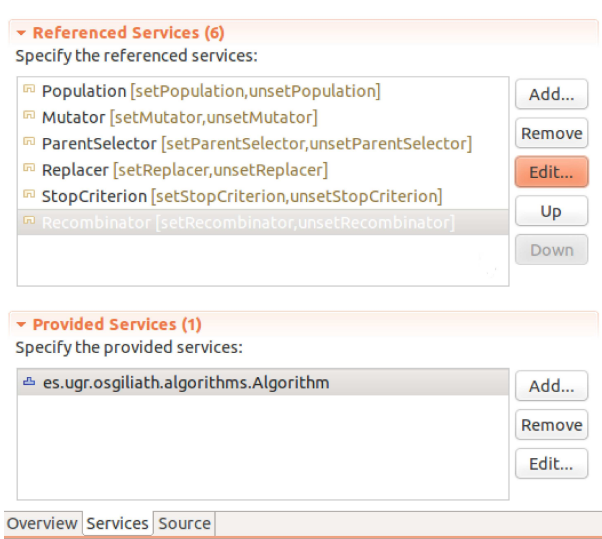 Referenced Services (6)
Specify the referenced services:
Population [setPopulation,unsetPopulation]
Mutator [setMutator,unsetMutator]
ParentSelector [setParentSelector,unsetParentSelector]
Replacer [setReplacer,unsetReplacer]
StopCriterion [setStopCriterion,unsetStopCriterion]
Recombinator [setRecombinator,unsetRecombinator]
Add...
Remove
Edit...
Up
Down
Provided Services (1)
Specify the provided services:
es.ugr.osgiliath.algorithms.Algorithm
Add...
Remove
Edit...
Overview Services Source